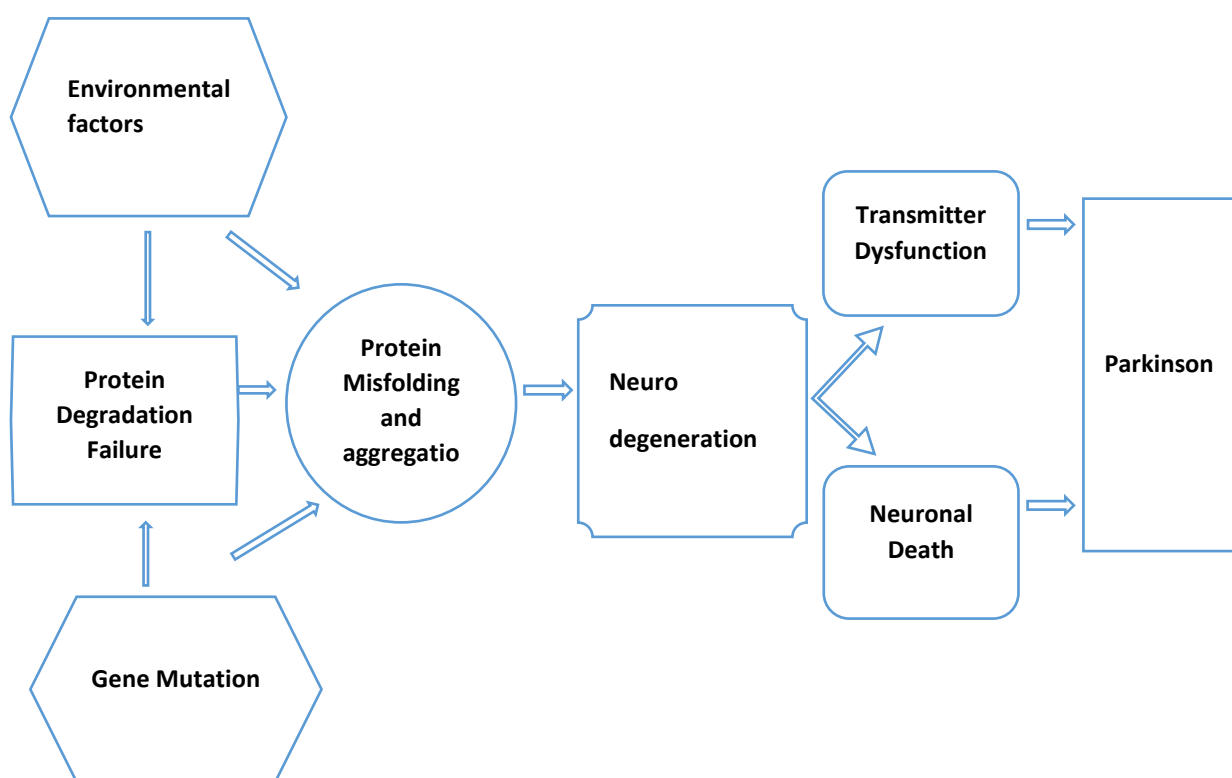 Environmental
factors
Transmitter
Dysfunction
Protein
Degradation
Failure
Protein
Misfolding
and
aggregatio
Neuro
degeneration
Parkinson
Neuronal
Death
Gene Mutation